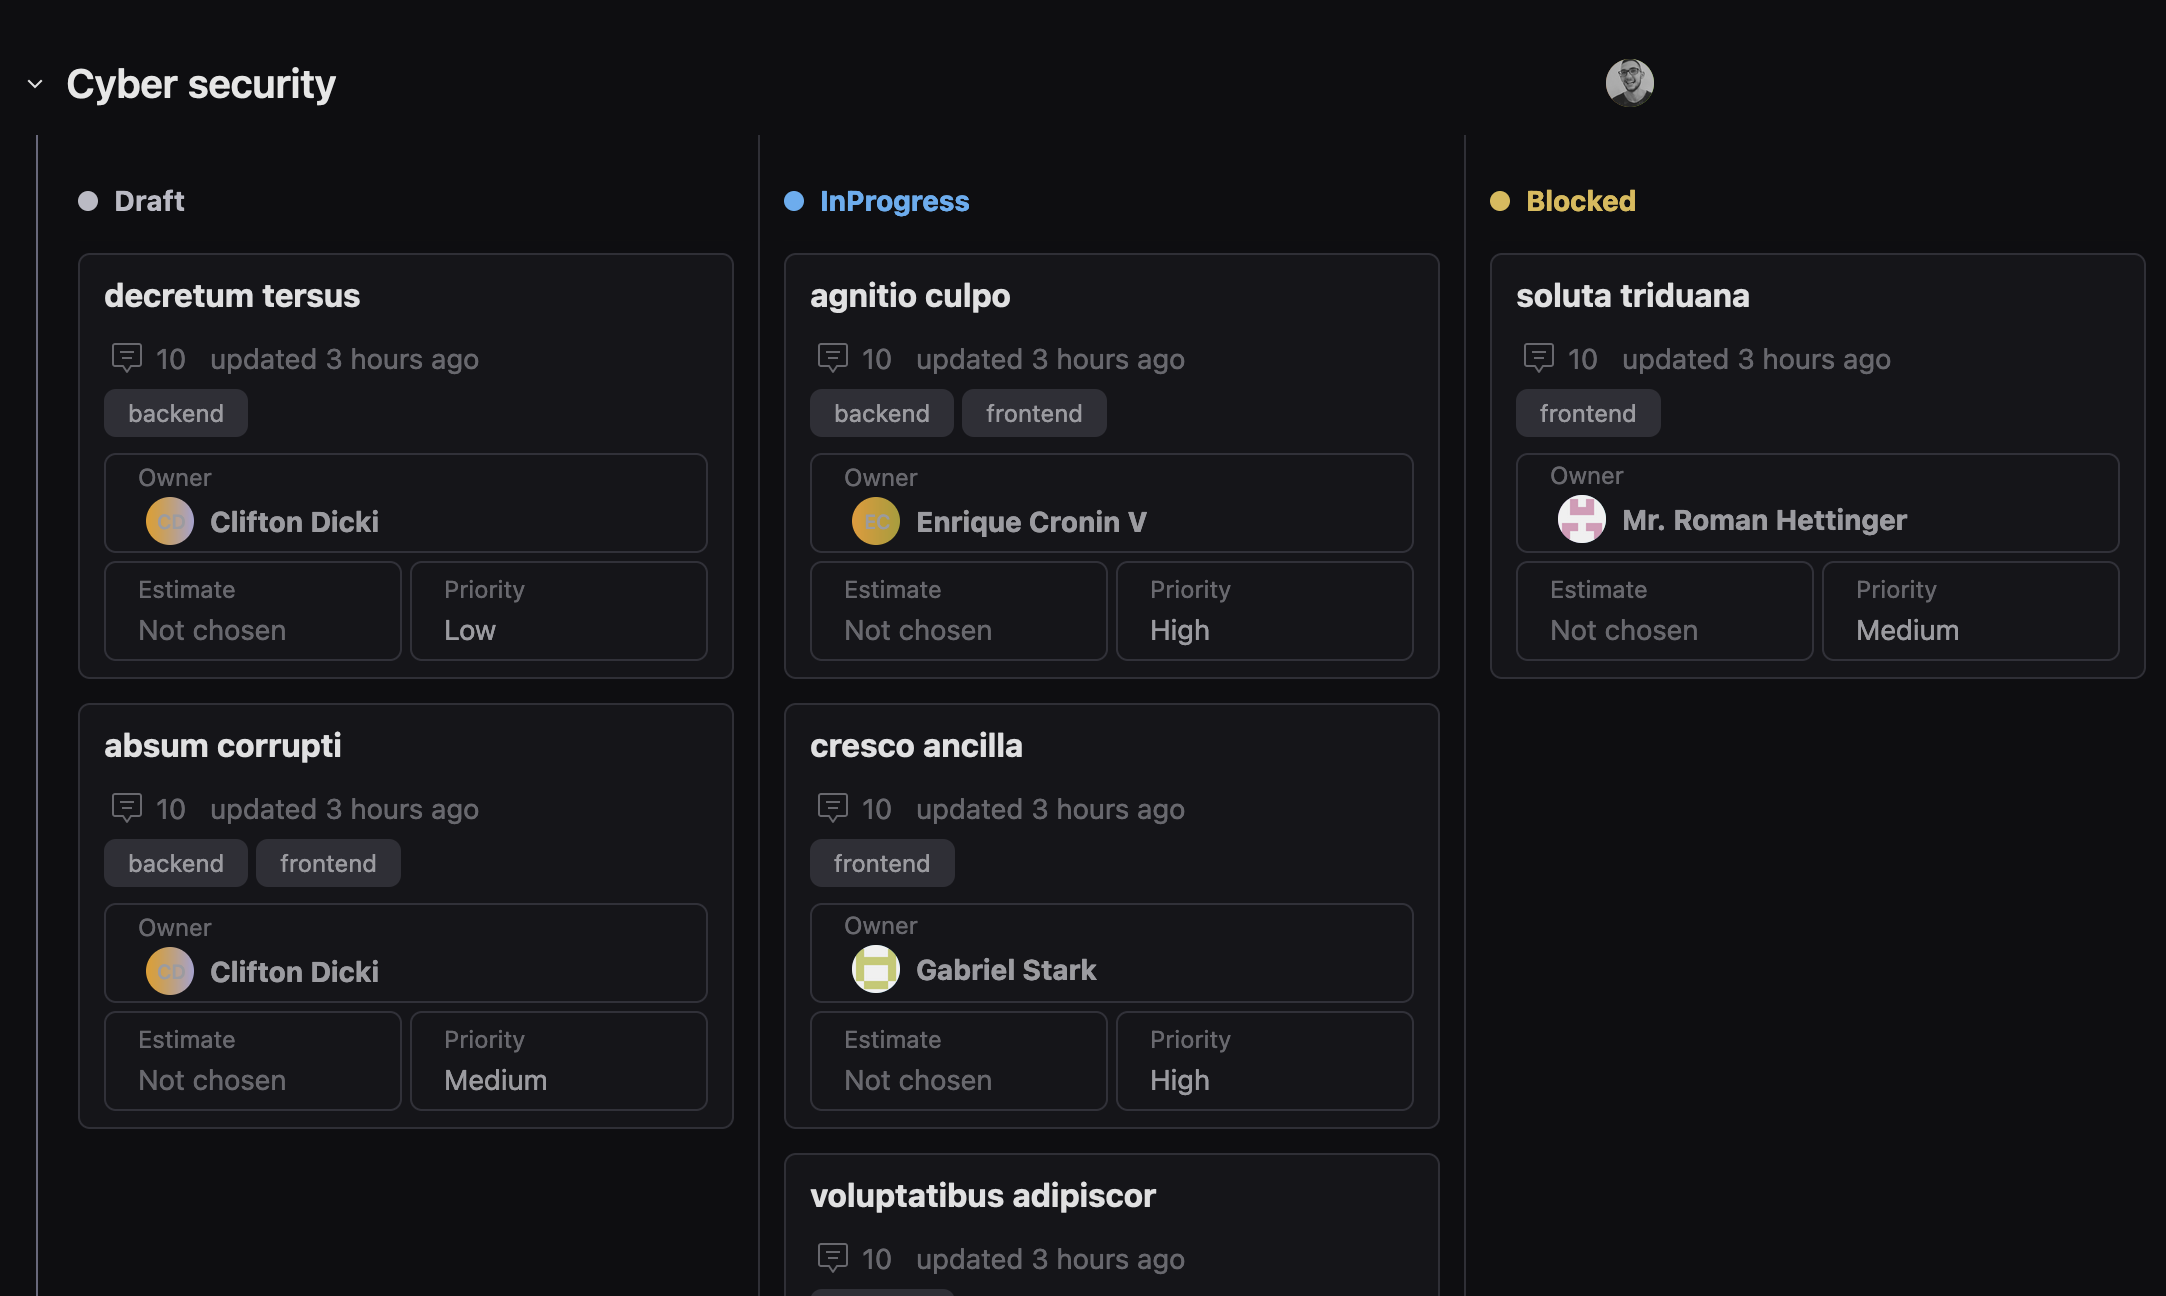 Cyber security
Draft
decretum tersus
10 updated 3 hours ago
backend
Owner
CD Clifton Dicki
Estimate
Not chosen
Priority
Low
absum corrupti
10 updated 3 hours ago
backend frontend
Owner
CD Clifton Dicki
Estimate
Not chosen
Priority
Medium
InProgress
agnitio culpo
10 updated 3 hours ago
backend frontend
Owner
EC Enrique Cronin V
Estimate
Not chosen
Priority
High
cresco ancilla
10 updated 3 hours ago
frontend
Owner
Gabriel Stark
Estimate
Not chosen
Priority
High
voluptatibus adipiscor
10 updated 3 hours ago
Blocked
soluta triduana
10 updated 3 hours ago
frontend
Owner
Mr. Roman Hettinger
Estimate
Not chosen
Priority
Medium